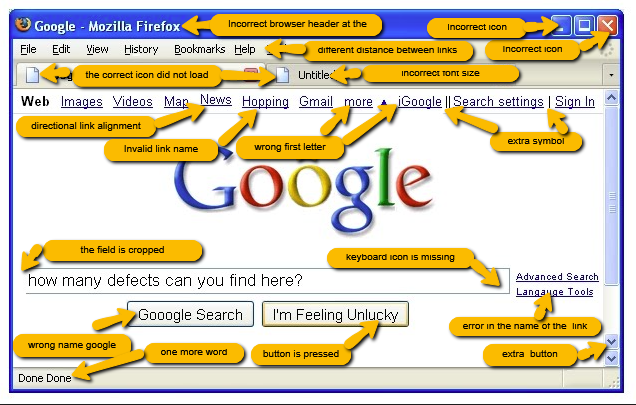 Google - Mozilla Firefox
Incorrect browser header at the
Incorrect icon
Incorrect icon
File Edit View History Bookmarks Help
different distance between links
the correct icon did not load
Untitled
incorrect font size
Web Images Videos Map News Hopping Gmail more ▲ iGoogle || Search settings | Sign In
directional link alignment
Invalid link name
wrong first letter
extra symbol
Google
the field is cropped
keyboard icon is missing
how many defects can you find here?
Advanced Search
Langauge Tools
Gooogle Search
I'm Feeling Unlucky
error in the name of the link
wrong name google
one more word
button is pressed
extra button
Done Done